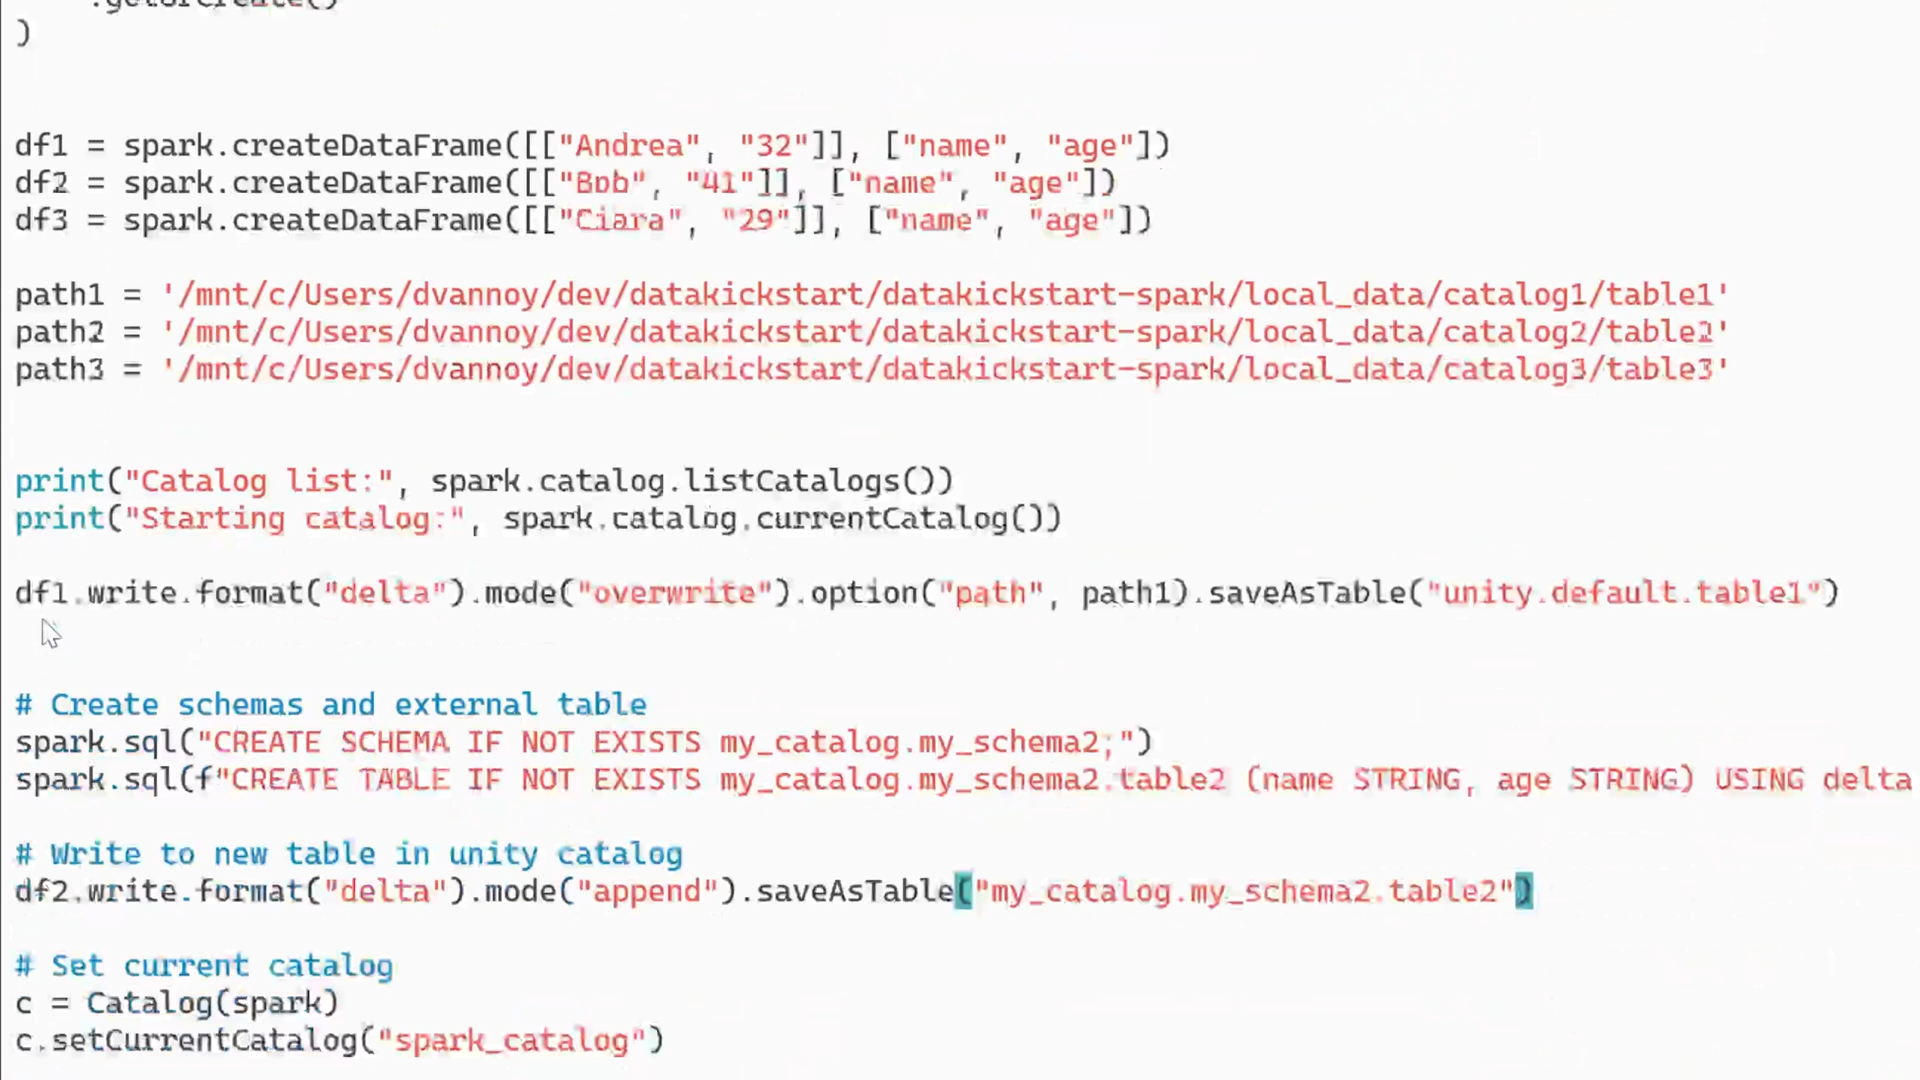 )
df1 = spark.createDataFrame([["Andrea", "32"]], ["name", "age"])
df2 = spark.createDataFrame([["Bob", "41"]], ["name", "age"])
df3 = spark.createDataFrame([["Ciara", "29"]], ["name", "age"])
path1 = '/mnt/c/Users/dvannoy/dev/datakickstart/datakickstart-spark/local_data/catalog1/table1'
path2 = '/mnt/c/Users/dvannoy/dev/datakickstart/datakickstart-spark/local_data/catalog2/table2'
path3 = '/mnt/c/Users/dvannoy/dev/datakickstart/datakickstart-spark/local_data/catalog3/table3'
print("Catalog list:", spark.catalog.listCatalogs())
print("Starting catalog:", spark.catalog.currentCatalog())
df1.write.format("delta").mode("overwrite").option("path", path1).saveAsTable("unity.default.table1")
# Create schemas and external table
spark.sql("CREATE SCHEMA IF NOT EXISTS my_catalog.my_schema2;")
spark.sql(f"CREATE TABLE IF NOT EXISTS my_catalog.my_schema2.table2 (name STRING, age STRING) USING delta
# Write to new table in unity catalog
df2.write.format("delta").mode("append").saveAsTable("my_catalog.my_schema2.table2")
# Set current catalog
c = Catalog(spark)
c.setCurrentCatalog("spark_catalog")